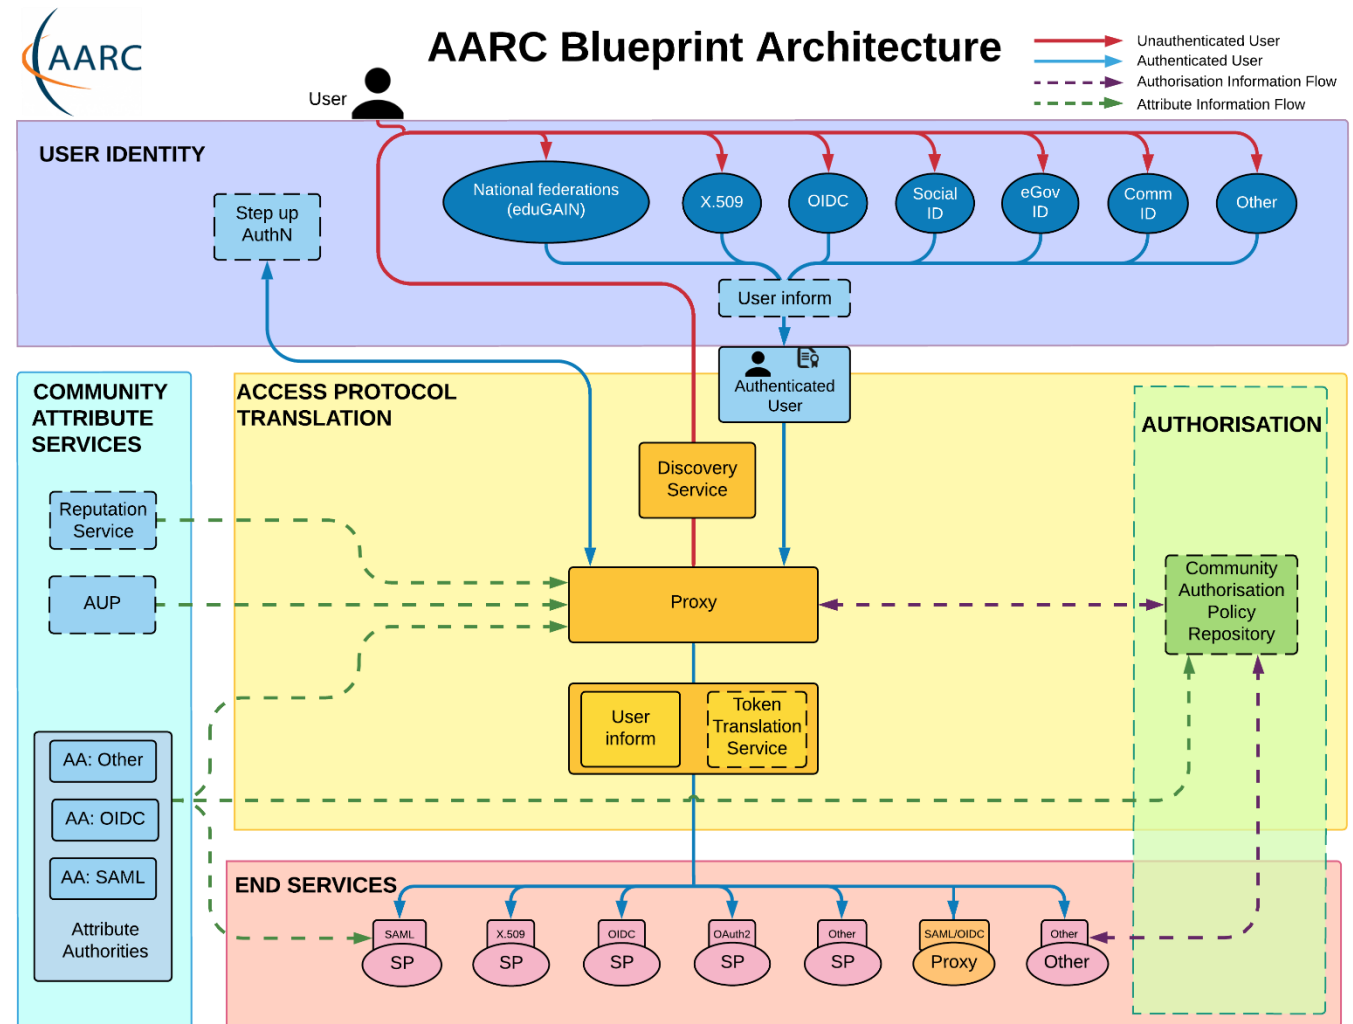 AARC
AARC Blueprint Architecture
Unauthenticated User
Authenticated User
Authorisation Information Flow
Attribute Information Flow
User
USER IDENTITY
Step up
AuthN
National federations
(eduGAIN)
X.509
OIDC
Social
ID
eGov
ID
Comm
ID
Other
User inform
Authenticated
User
COMMUNITY
ATTRIBUTE
SERVICES
ACCESS PROTOCOL
TRANSLATION
AUTHORISATION
Discovery
Service
Reputation
Service
AUP
Proxy
Community
Authorisation
Policy
Repository
User
inform
Token
Translation
Service
AA: Other
AA: OIDC
AA: SAML
Attribute
Authorities
END SERVICES
SAML
SP
X.509
SP
OIDC
SP
OAuth2
SP
Other
SP
SAML/OIDC
Proxy
Other
Other